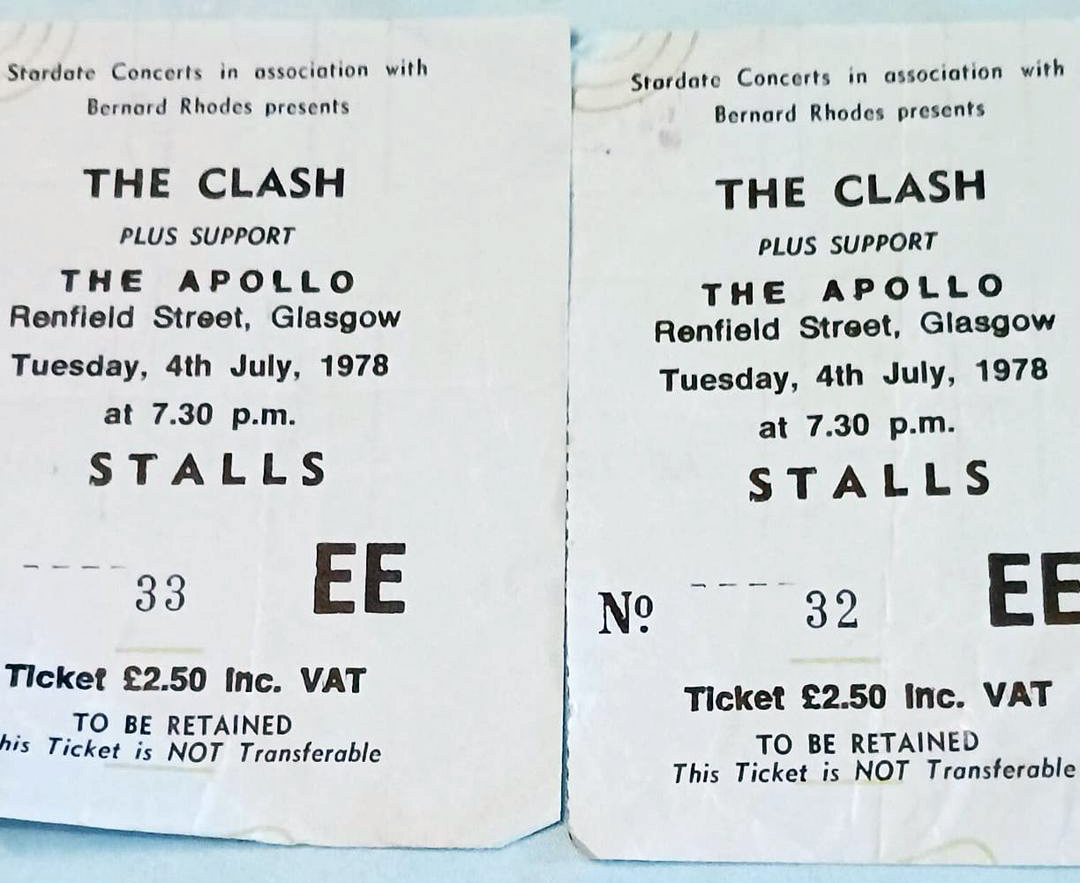 Stardate Concerts in association with
Bernard Rhodes presents
THE CLASH
PLUS SUPPORT
THE APOLLO
Renfield Street, Glasgow
Tuesday, 4th July, 1978
at 7.30 p.m.
STALLS
33 EE
Ticket £2.50 Inc. VAT
TO BE RETAINED
his Ticket is NOT Transferable
Stardate Concerts in association with
Bernard Rhodes presents
THE CLASH
PLUS SUPPORT
THE APOLLO
Renfield Street, Glasgow
Tuesday, 4th July, 1978
at 7.30 p.m.
STALLS
Nº 32 EE
Ticket £2.50 Inc. VAT
TO BE RETAINED
This Ticket is NOT Transferable